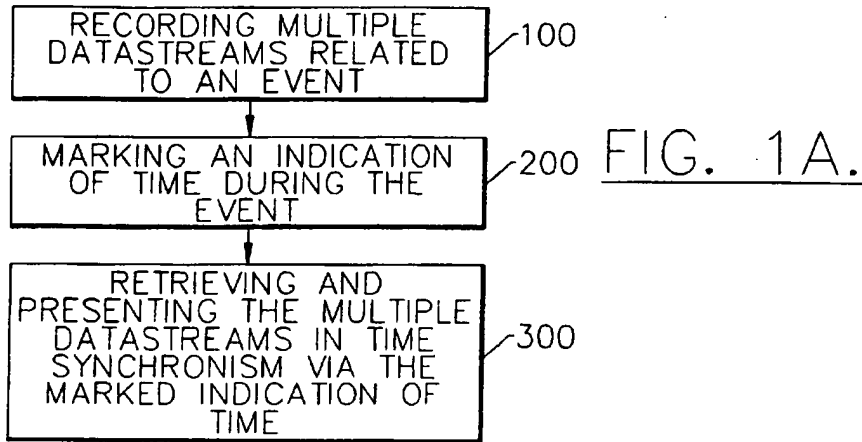 RECORDING MULTIPLE
DATASTREAMS RELATED
TO AN EVENT
100
MARKING AN INDICATION
OF TIME DURING THE
EVENT
200
FIG. 1A.
RETRIEVING AND
PRESENTING THE MULTIPLE
DATASTREAMS IN TIME
SYNCHRONISM VIA THE
MARKED INDICATION OF
TIME
300